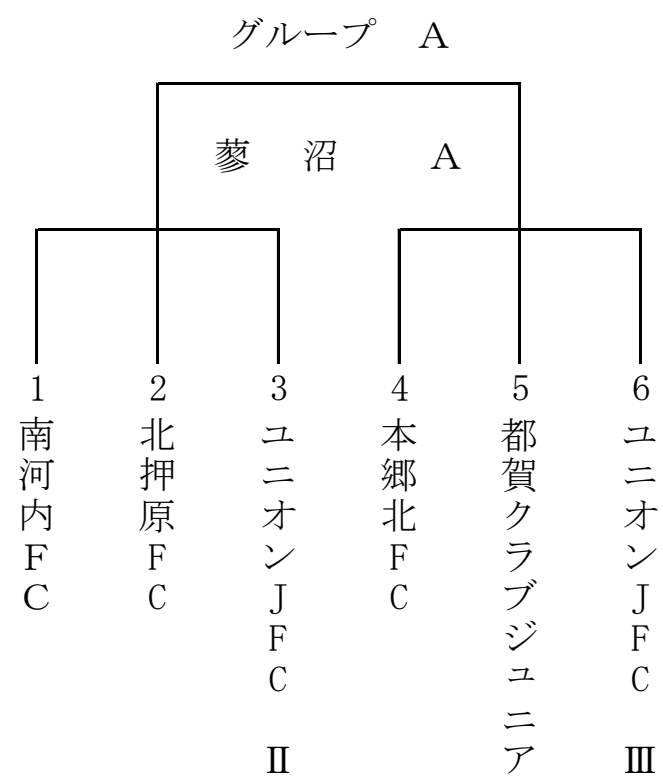 グループ A
蓼沼 A
1 南河内FC
2 北押原FC
3 ユニオンJFC Ⅱ
4 本郷北FC
5 都賀クラブジュニア
6 ユニオンJFC Ⅲ